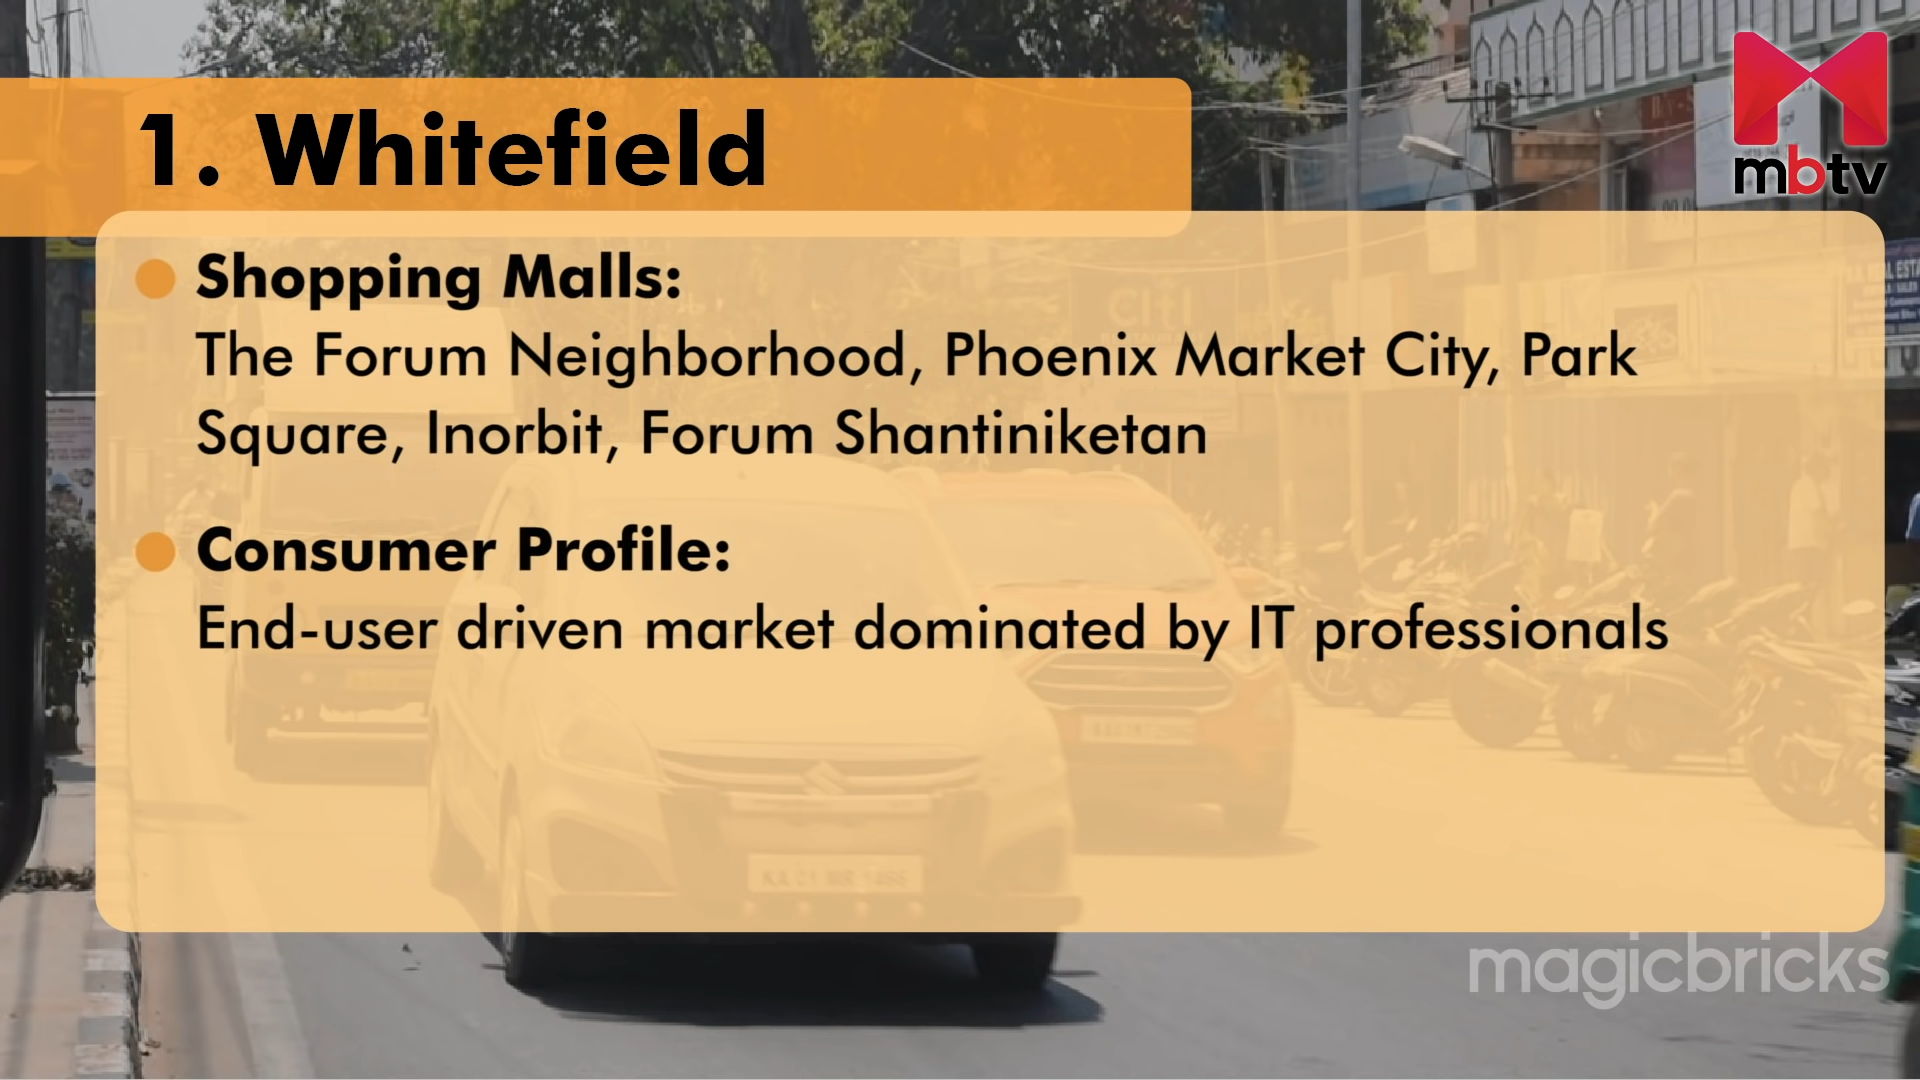 1. Whitefield
mbtv
Shopping Malls:
The Forum Neighborhood, Phoenix Market City, Park
Square, Inorbit, Forum Shantiniketan
Consumer Profile:
End-user driven market dominated by IT professionals
magicbricks